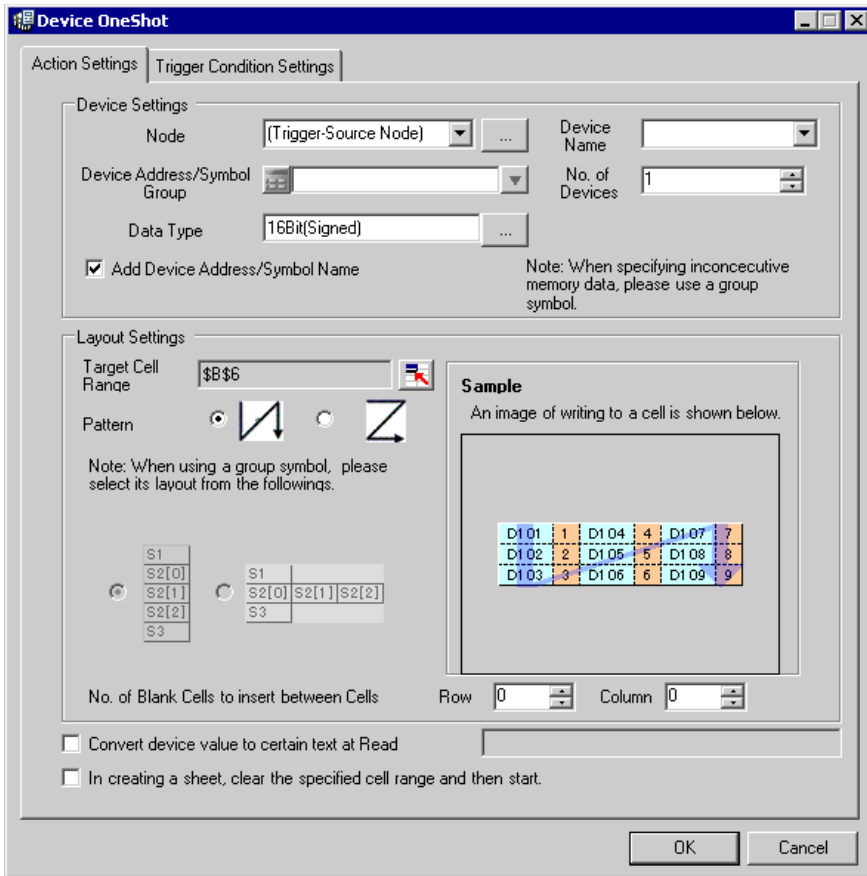 Device OneShot
Action Settings
Trigger Condition Settings
Device Settings
Node
(Trigger-Source Node)
...
Device
Name
Device Address/Symbol
Group
No. of
Devices
1
Data Type
16Bit(Signed)
...
Add Device Address/Symbol Name
Note: When specifying inconcecutive
memory data, please use a group
symbol.
Layout Settings
Target Cell
Range
$B$6
Pattern
Note: When using a group symbol, please
select its layout from the followings.
S1
S2[0]
S2[1]
S2[2]
S3
S1
S2[0] S2[1] S2[2]
S3
Sample
An image of writing to a cell is shown below.
D101 1 D104 4 D107 7
D102 2 D105 5 D108 8
D103 3 D106 6 D109 9
No. of Blank Cells to insert between Cells
Row 0
Column 0
Convert device value to certain text at Read
In creating a sheet, clear the specified cell range and then start.
OK
Cancel